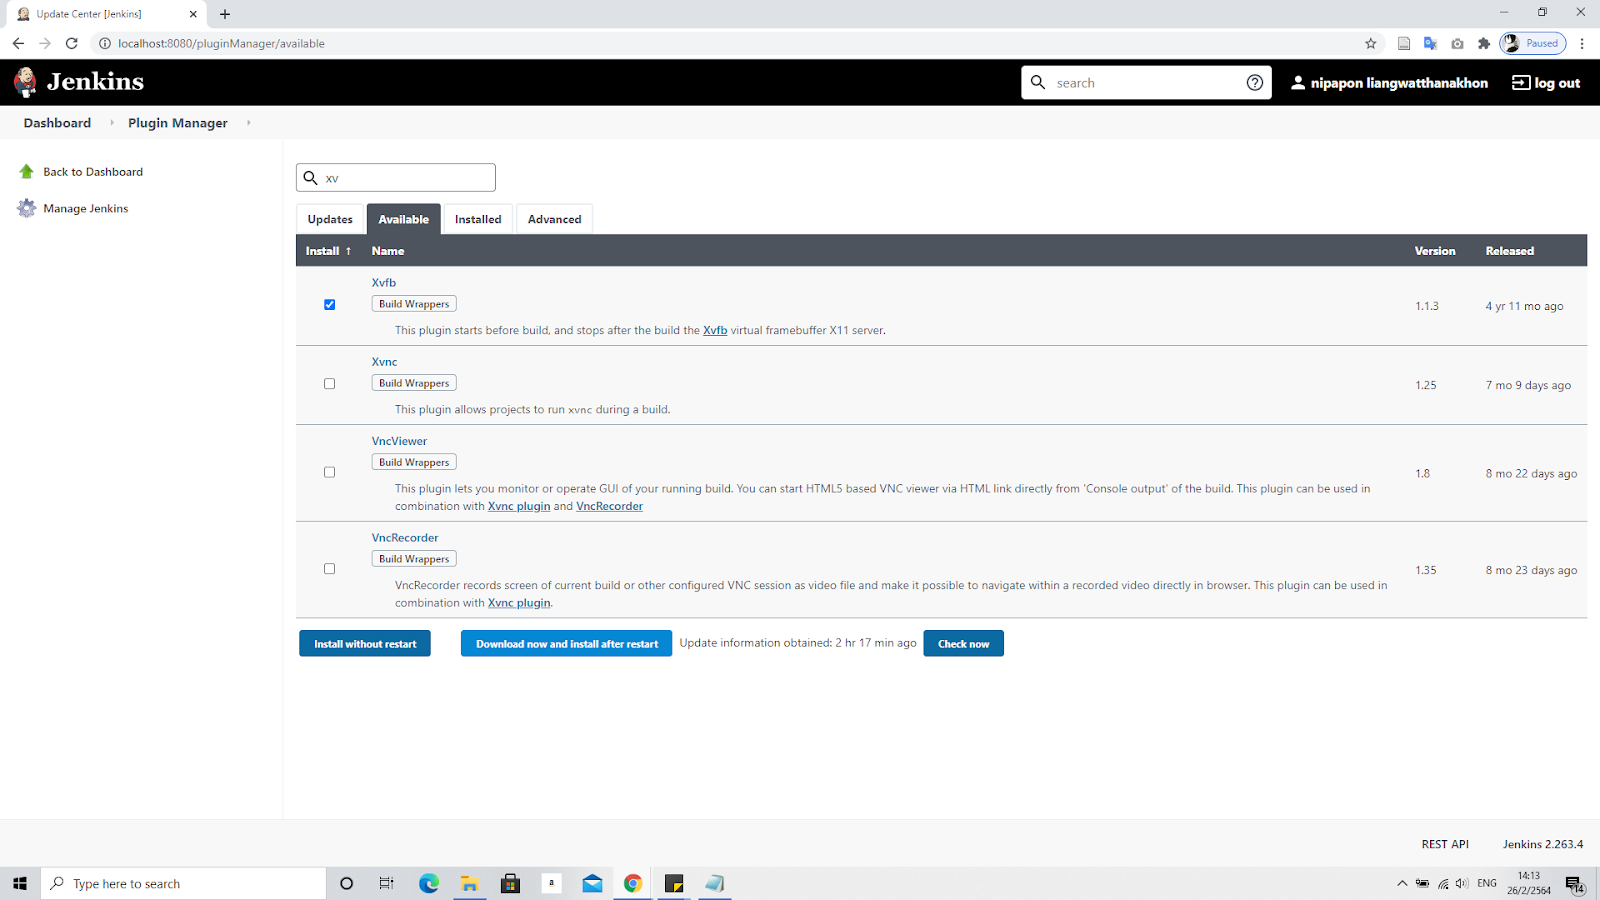 Update Center [Jenkins]
localhost:8080/pluginManager/available
Paused
Jenkins
search
nipapon liangwatthanakhon
log out
Dashboard
Plugin Manager
Back to Dashboard
Manage Jenkins
xv
Updates
Available
Installed
Advanced
Install ↑ Name Version Released
Xvfb
Build Wrappers
This plugin starts before build, and stops after the build the Xvfb virtual framebuffer X11 server.
1.1.3
4 yr 11 mo ago
Xvnc
Build Wrappers
This plugin allows projects to run xvnc during a build.
1.25
7 mo 9 days ago
VncViewer
Build Wrappers
This plugin lets you monitor or operate GUI of your running build. You can start HTML5 based VNC viewer via HTML link directly from 'Console output' of the build. This plugin can be used in
combination with Xvnc plugin and VncRecorder
1.8
8 mo 22 days ago
VncRecorder
Build Wrappers
VncRecorder records screen of current build or other configured VNC session as video file and make it possible to navigate within a recorded video directly in browser. This plugin can be used in
combination with Xvnc plugin.
1.35
8 mo 23 days ago
Install without restart
Download now and install after restart
Update information obtained: 2 hr 17 min ago
Check now
REST API
Jenkins 2.263.4
Type here to search
a
ENG
14:13
26/2/2564
14